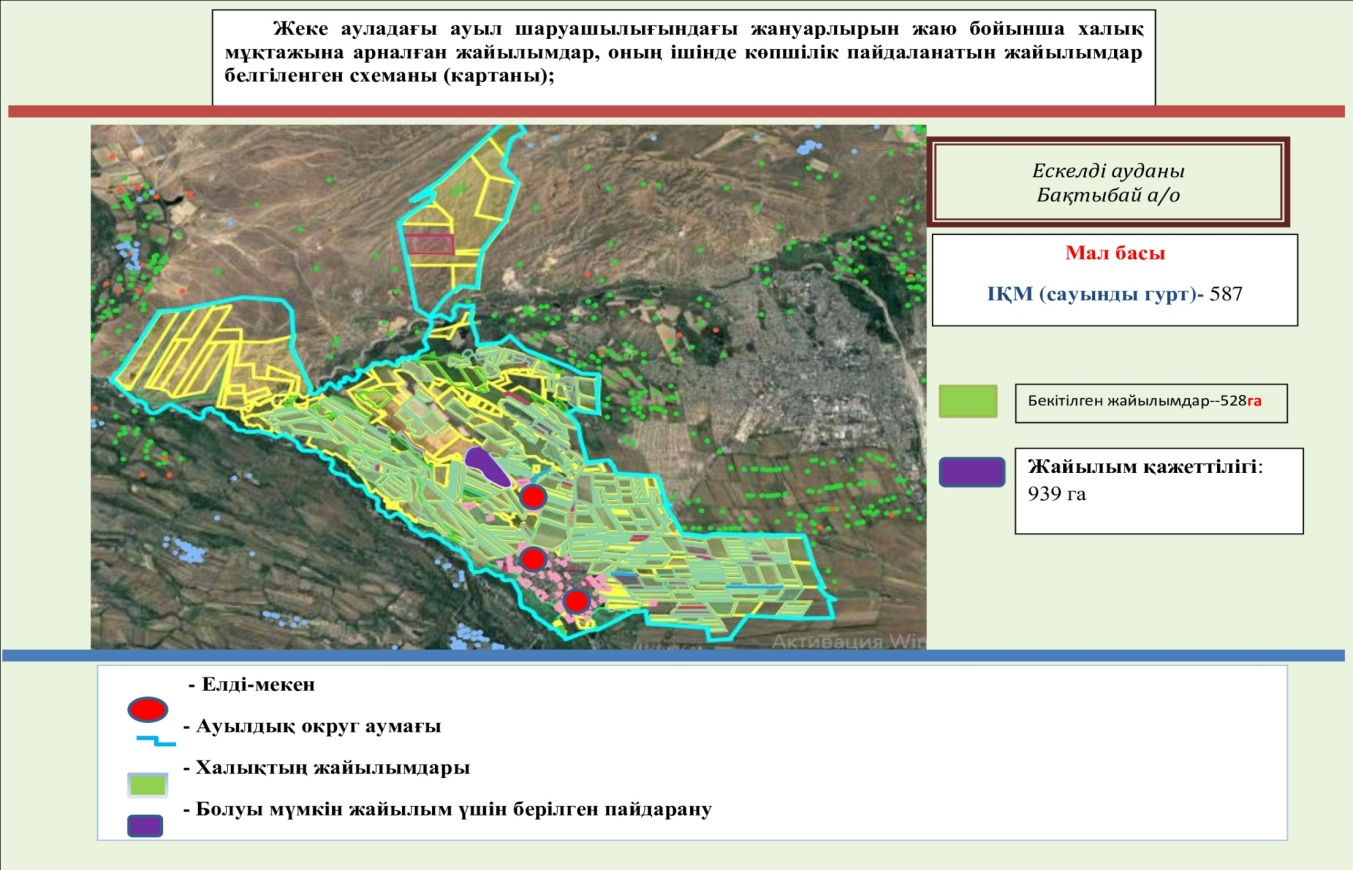 Жеке ауладағы ауыл шаруашылығындағы жануарлырын жаю бойынша халық
мұқтажына арналған жайылымдар, оның ішінде көпшілік пайдаланатын жайылымдар
белгіленген схеманы (картаны);
Ескелді ауданы
Бақтыбай а/о
Мал басы
ІҚМ (сауынды гурт)- 587
Бекітілген жайылымдар--528га
Жайылым қажеттілігі:
939 га
Активация Win
- Елді-мекен
- Ауылдық округ аумағы
- Халықтың жайылымдары
- Болуы мүмкін жайылым үшін берілген пайдарану